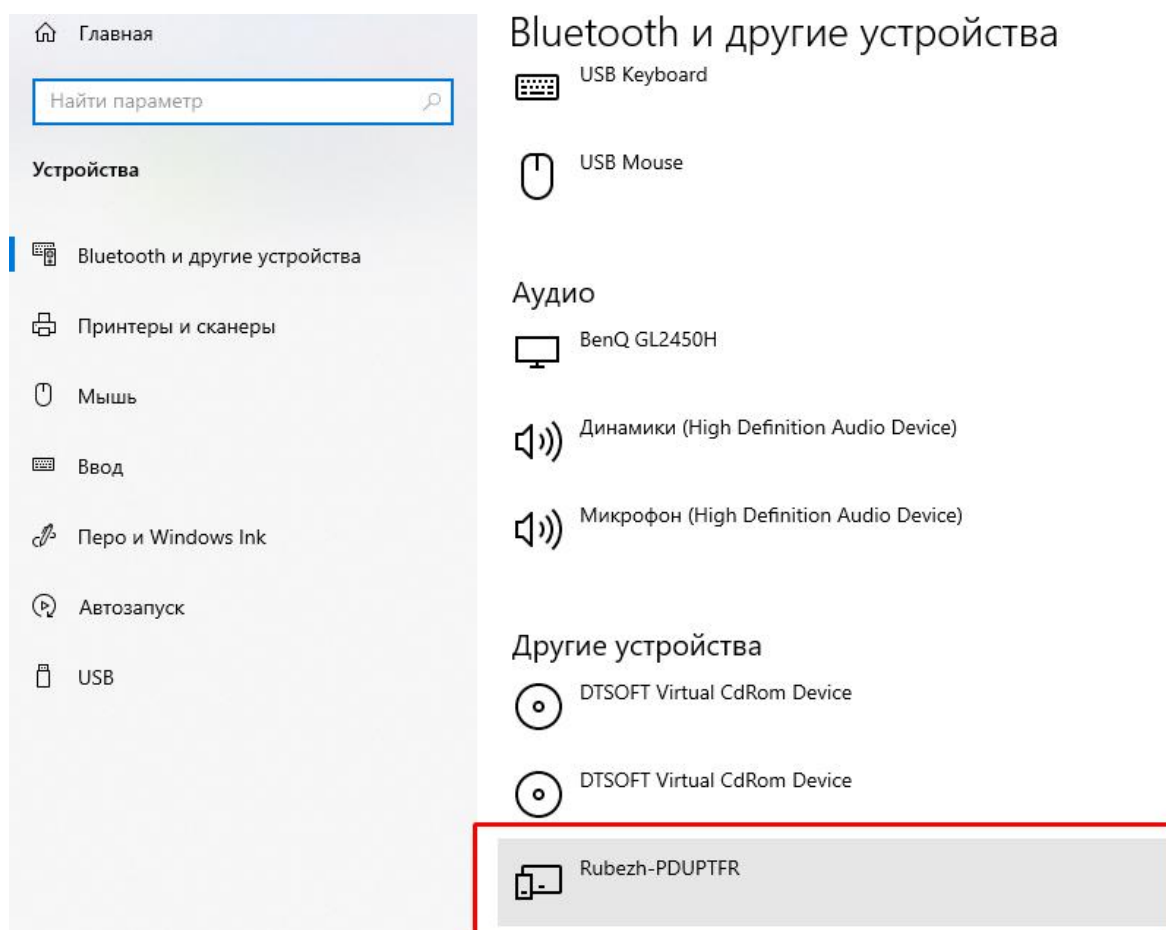 Главная
Найти параметр
Устройства
Bluetooth и другие устройства
Принтеры и сканеры
Мышь
Ввод
Перо и Windows Ink
Автозапуск
USB
Bluetooth и другие устройства
USB Keyboard
USB Mouse
Аудио
BenQ GL2450H
Динамики (High Definition Audio Device)
Микрофон (High Definition Audio Device)
Другие устройства
DTSOFT Virtual CdRom Device
DTSOFT Virtual CdRom Device
Rubezh-PDUPTFR